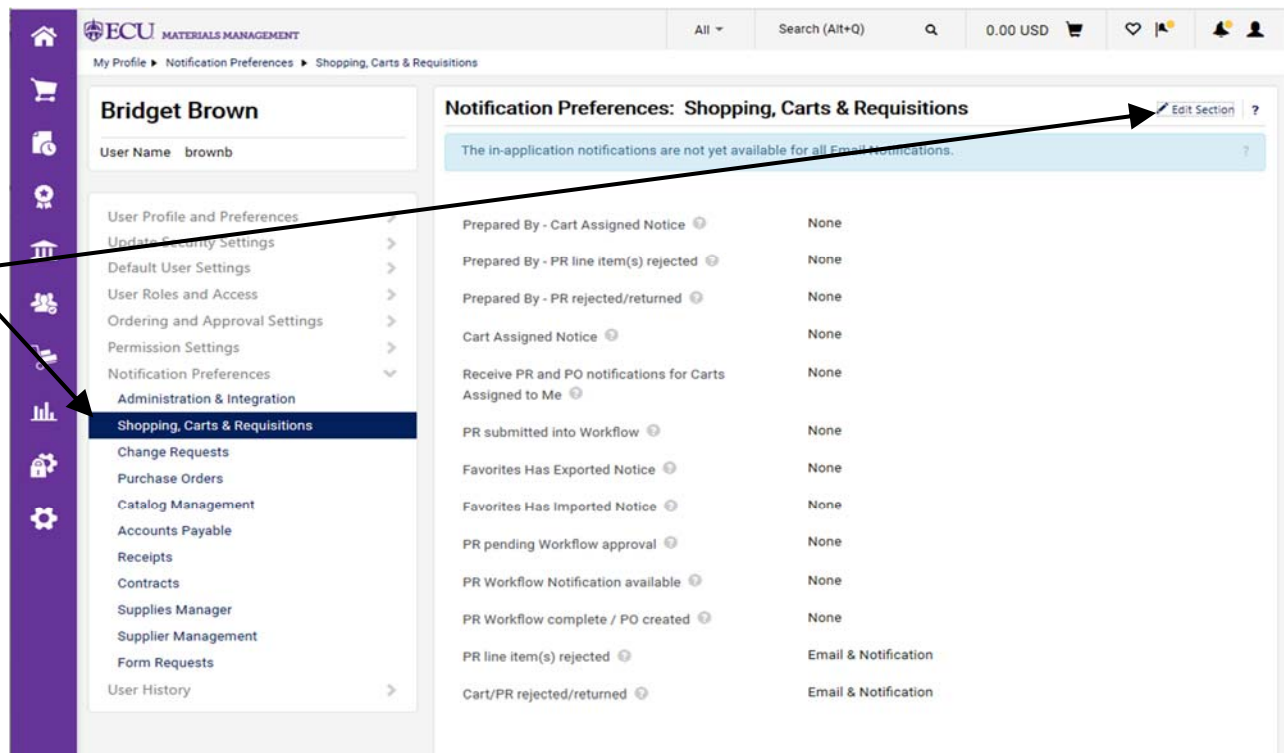 ECU MATERIALS MANAGEMENT
All
Search (Alt+Q)
0.00 USD
My Profile ▸ Notification Preferences ▸ Shopping, Carts & Requisitions
Bridget Brown
User Name brownb
User Profile and Preferences
Update Security Settings
Default User Settings
User Roles and Access
Ordering and Approval Settings
Permission Settings
Notification Preferences
Administration & Integration
Shopping, Carts & Requisitions
Change Requests
Purchase Orders
Catalog Management
Accounts Payable
Receipts
Contracts
Supplies Manager
Supplier Management
Form Requests
User History
Notification Preferences: Shopping, Carts & Requisitions
Edit Section ?
The in-application notifications are not yet available for all Email Notifications. ?
Prepared By - Cart Assigned Notice ? None
Prepared By - PR line item(s) rejected ? None
Prepared By - PR rejected/returned ? None
Cart Assigned Notice ? None
Receive PR and PO notifications for Carts None
Assigned to Me ?
PR submitted into Workflow ? None
Favorites Has Exported Notice ? None
Favorites Has Imported Notice ? None
PR pending Workflow approval ? None
PR Workflow Notification available ? None
PR Workflow complete / PO created ? None
PR line item(s) rejected ? Email & Notification
Cart/PR rejected/returned ? Email & Notification